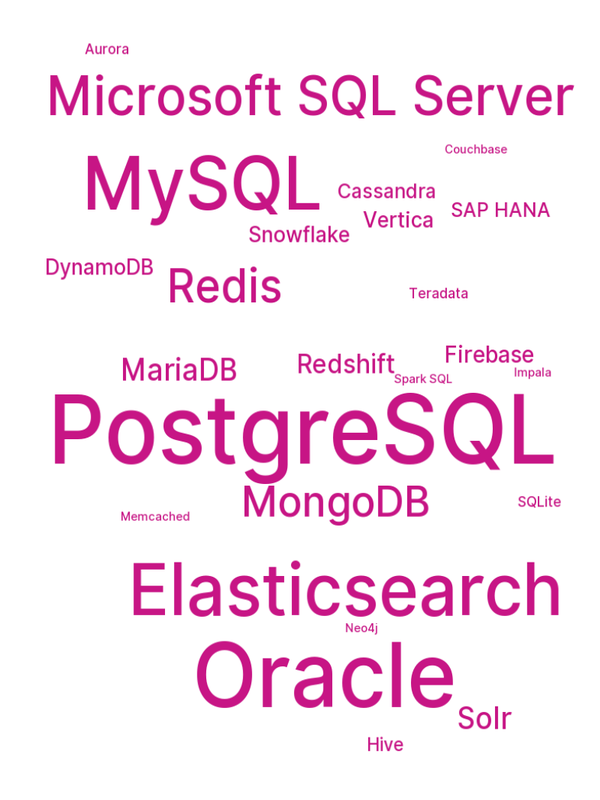 Aurora
Microsoft SQL Server
Couchbase
MySQL
Cassandra
SAP HANA
Vertica
Snowflake
DynamoDB
Redis
Teradata
Firebase
Redshift
MariaDB
Impala
Spark SQL
PostgreSQL
MongoDB
SQLite
Memcached
Elasticsearch
Neo4j
Oracle
Solr
Hive